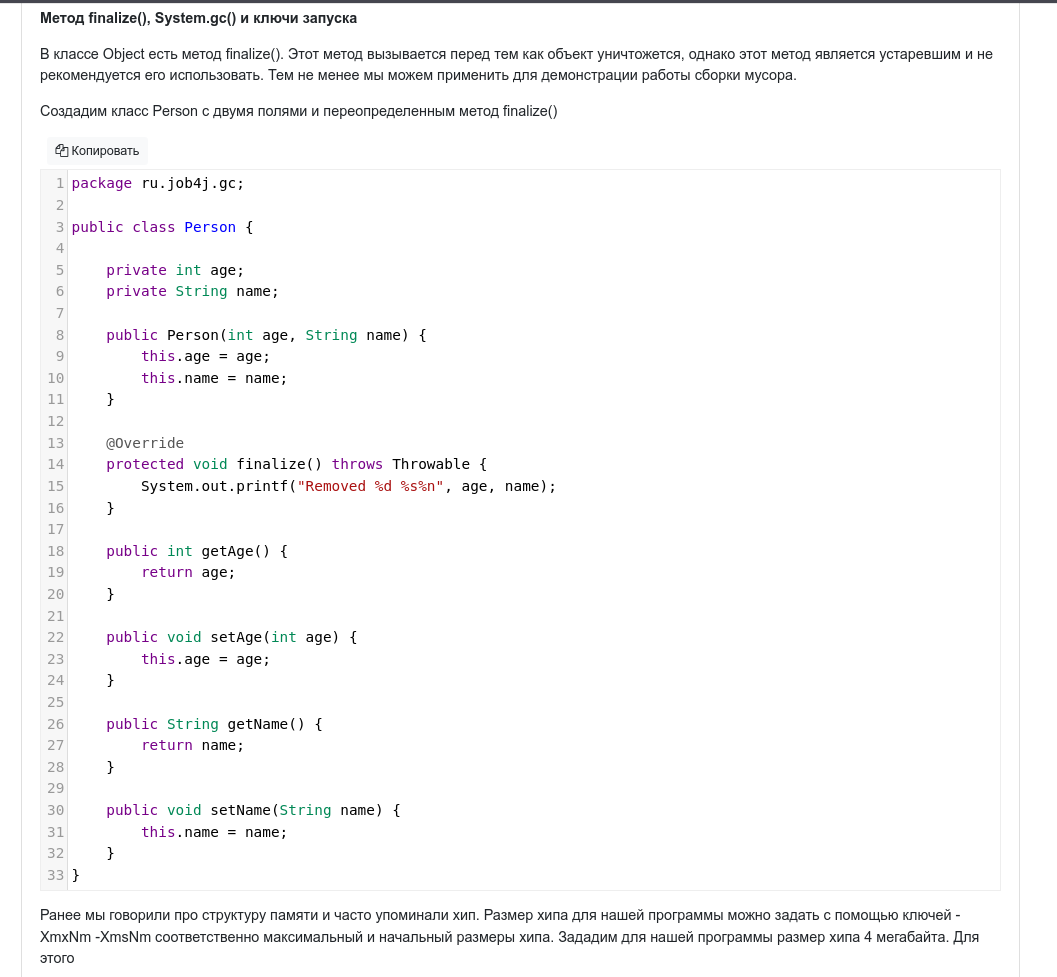 Метод finalize(), System.gc() и ключи запуска
В классе Object есть метод finalize(). Этот метод вызывается перед тем как объект уничтожется, однако этот метод является устаревшим и не
рекомендуется его использовать. Тем не менее мы можем применить для демонстрации работы сборки мусора.
Создадим класс Person с двумя полями и переопределенным метод finalize()
Копировать
1 package ru.job4j.gc;
2
3 public class Person {
4
5     private int age;
6     private String name;
7
8     public Person(int age, String name) {
9         this.age = age;
10         this.name = name;
11     }
12
13     @Override
14     protected void finalize() throws Throwable {
15         System.out.printf("Removed %d %s%n", age, name);
16     }
17
18     public int getAge() {
19         return age;
20     }
21
22     public void setAge(int age) {
23         this.age = age;
24     }
25
26     public String getName() {
27         return name;
28     }
29
30     public void setName(String name) {
31         this.name = name;
32     }
33 }
Ранее мы говорили про структуру памяти и часто упоминали хип. Размер хипа для нашей программы можно задать с помощью ключей -
XmxNm -XmsNm соответственно максимальный и начальный размеры хипа. Зададим для нашей программы размер хипа 4 мегабайта. Для
этого